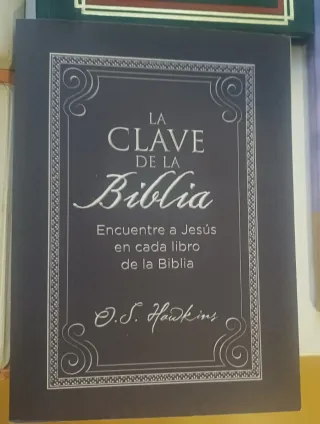 LA
CLAVE
DE LA
Biblia
Encuentre a Jesús
en cada libro
de la Biblia
O.S. Hawkins